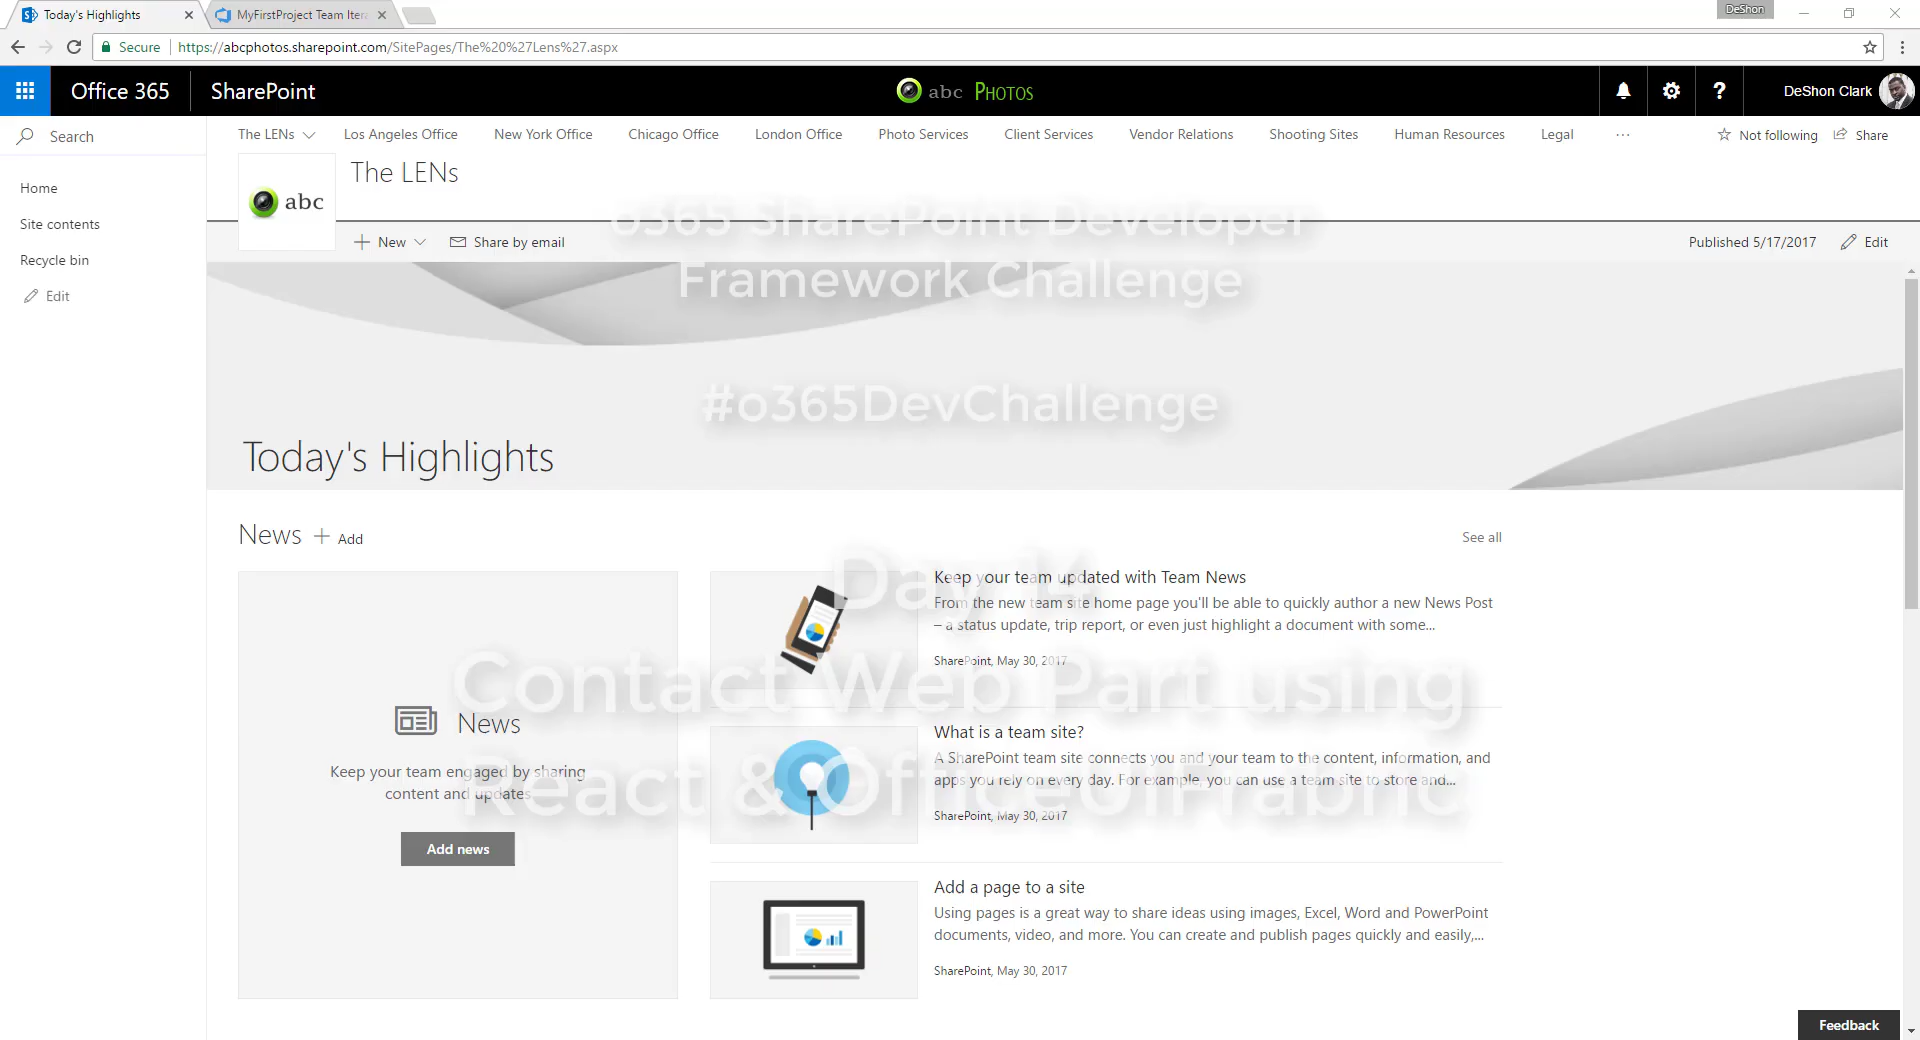 Today's Highlights
MyFirstProject Team Itera
DeShon
Secure
https://abcphotos.sharepoint.com/SitePages/The%20%27Lens%27.aspx
Office 365
SharePoint
abc PHOTOS
?
DeShon Clark
Search
The LENs
Los Angeles Office
New York Office
Chicago Office
London Office
Photo Services
Client Services
Vendor Relations
Shooting Sites
Human Resources
Legal
...
Not following
Share
Home
Site contents
Recycle bin
Edit
abc
The LENs
New
Share by email
Published 5/17/2017
Edit
o365 SharePoint Developer
Framework Challenge
#o365DevChallenge
Today's Highlights
News + Add
See all
News
Keep your team engaged by sharing
content and updates
Add news
Day 14
Contact Web Part using
React & OfficeUIFrabric
Keep your team updated with Team News
From the new team site home page you'll be able to quickly author a new News Post
– a status update, trip report, or even just highlight a document with some...
SharePoint, May 30, 2017
What is a team site?
A SharePoint team site connects you and your team to the content, information, and
apps you rely on every day. For example, you can use a team site to store and...
SharePoint, May 30, 2017
Add a page to a site
Using pages is a great way to share ideas using images, Excel, Word and PowerPoint
documents, video, and more. You can create and publish pages quickly and easily,...
SharePoint, May 30, 2017
Feedback